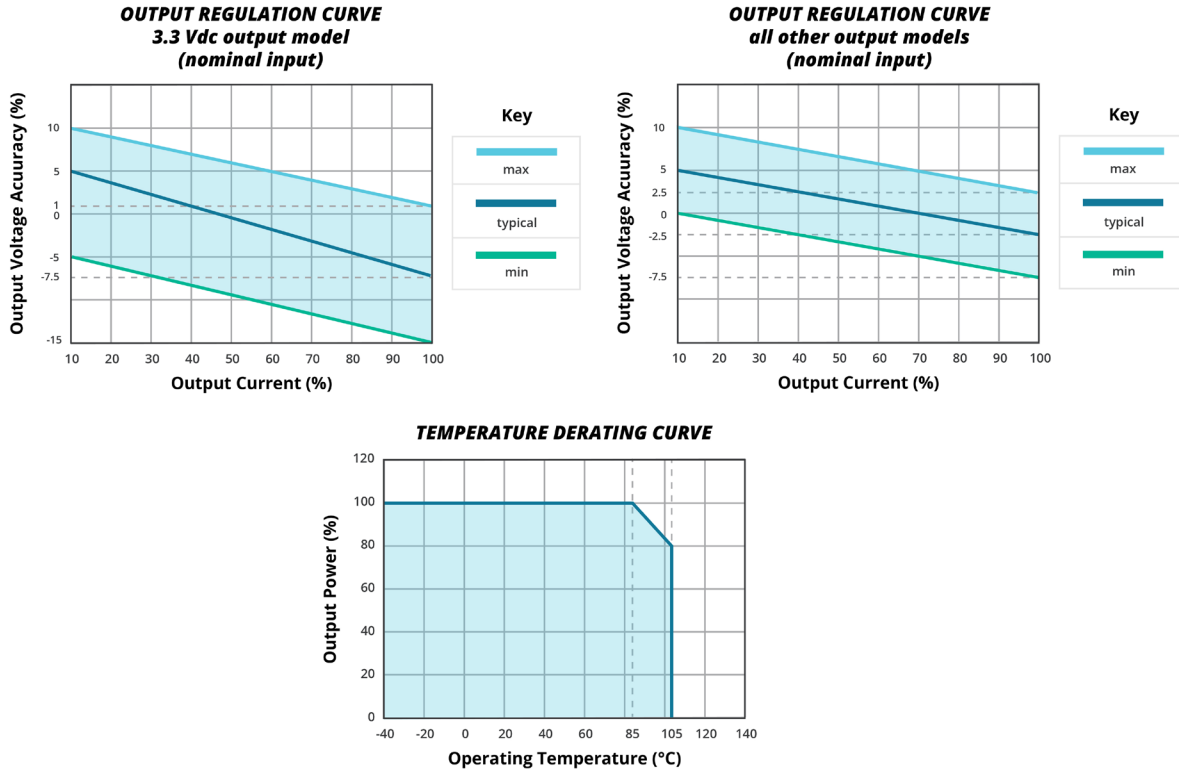 OUTPUT REGULATION CURVE
3.3 Vdc output model
(nominal input)
Output Voltage Acuuracy (%)
10
5
1
0
-5
-7.5
-15
10 20 30 40 50 60 70 80 90 100
Output Current (%)
Key
max
typical
min
OUTPUT REGULATION CURVE
all other output models
(nominal input)
Output Voltage Acuuracy (%)
10
5
2.5
0
-2.5
-7.5
10 20 30 40 50 60 70 80 90 100
Output Current (%)
Key
max
typical
min
TEMPERATURE DERATING CURVE
Output Power (%)
120
100
80
60
40
20
0
-40 -20 0 20 40 60 85 105 120 140
Operating Temperature (°C)